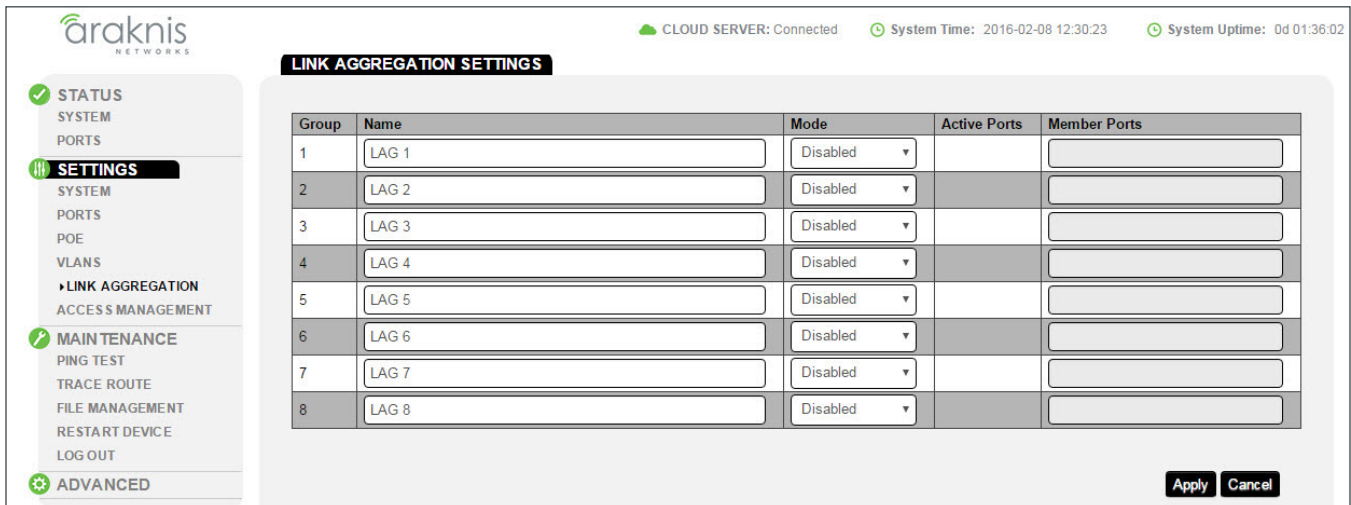 araknis
NETWORKS
CLOUD SERVER: Connected System Time: 2016-02-08 12:30:23 System Uptime: 0d 01:36:02
LINK AGGREGATION SETTINGS
STATUS
SYSTEM
PORTS
SETTINGS
SYSTEM
PORTS
POE
VLANS
LINK AGGREGATION
ACCESS MANAGEMENT
MAINTENANCE
PING TEST
TRACE ROUTE
FILE MANAGEMENT
RESTART DEVICE
LOG OUT
ADVANCED
Group Name Mode Active Ports Member Ports
1 LAG 1 Disabled
2 LAG 2 Disabled
3 LAG 3 Disabled
4 LAG 4 Disabled
5 LAG 5 Disabled
6 LAG 6 Disabled
7 LAG 7 Disabled
8 LAG 8 Disabled
Apply Cancel